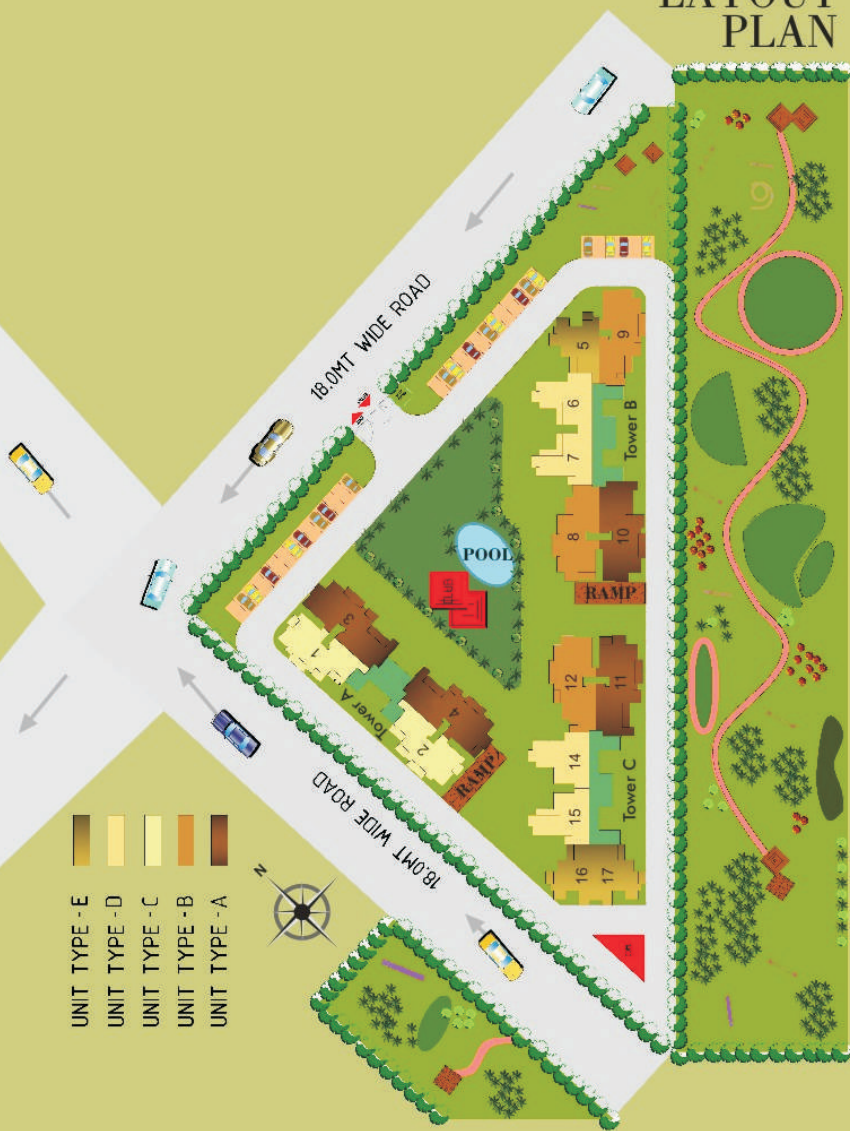 LAYOUT
PLAN
18.0MT WIDE ROAD
5
9
6
Tower B
7
8
10
POOL
RAMP
1
3
Tower A
2
4
RAMP
12
11
14
Tower C
15
16
17
18.0MT WIDE ROAD
N
UNIT TYPE - E
UNIT TYPE - D
UNIT TYPE - C
UNIT TYPE - B
UNIT TYPE - A